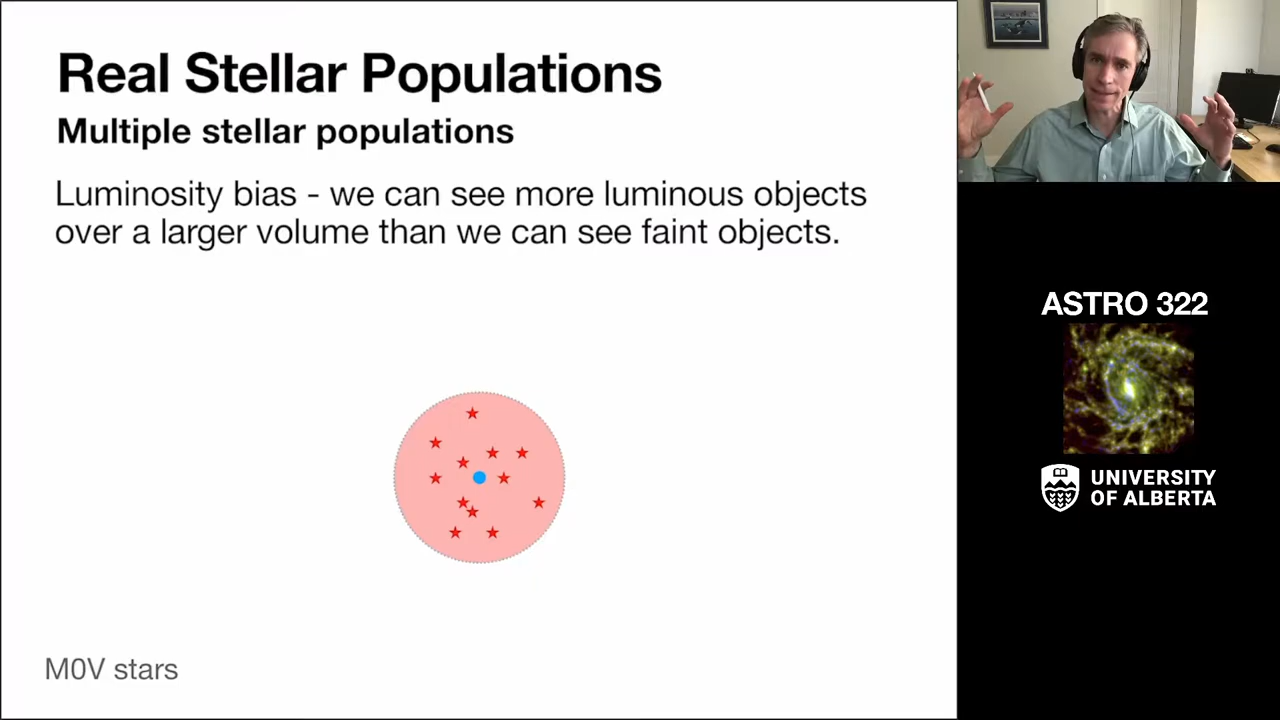 Real Stellar Populations
Multiple stellar populations
Luminosity bias - we can see more luminous objects
over a larger volume than we can see faint objects.
M0V stars
ASTRO 322
UNIVERSITY
OF ALBERTA